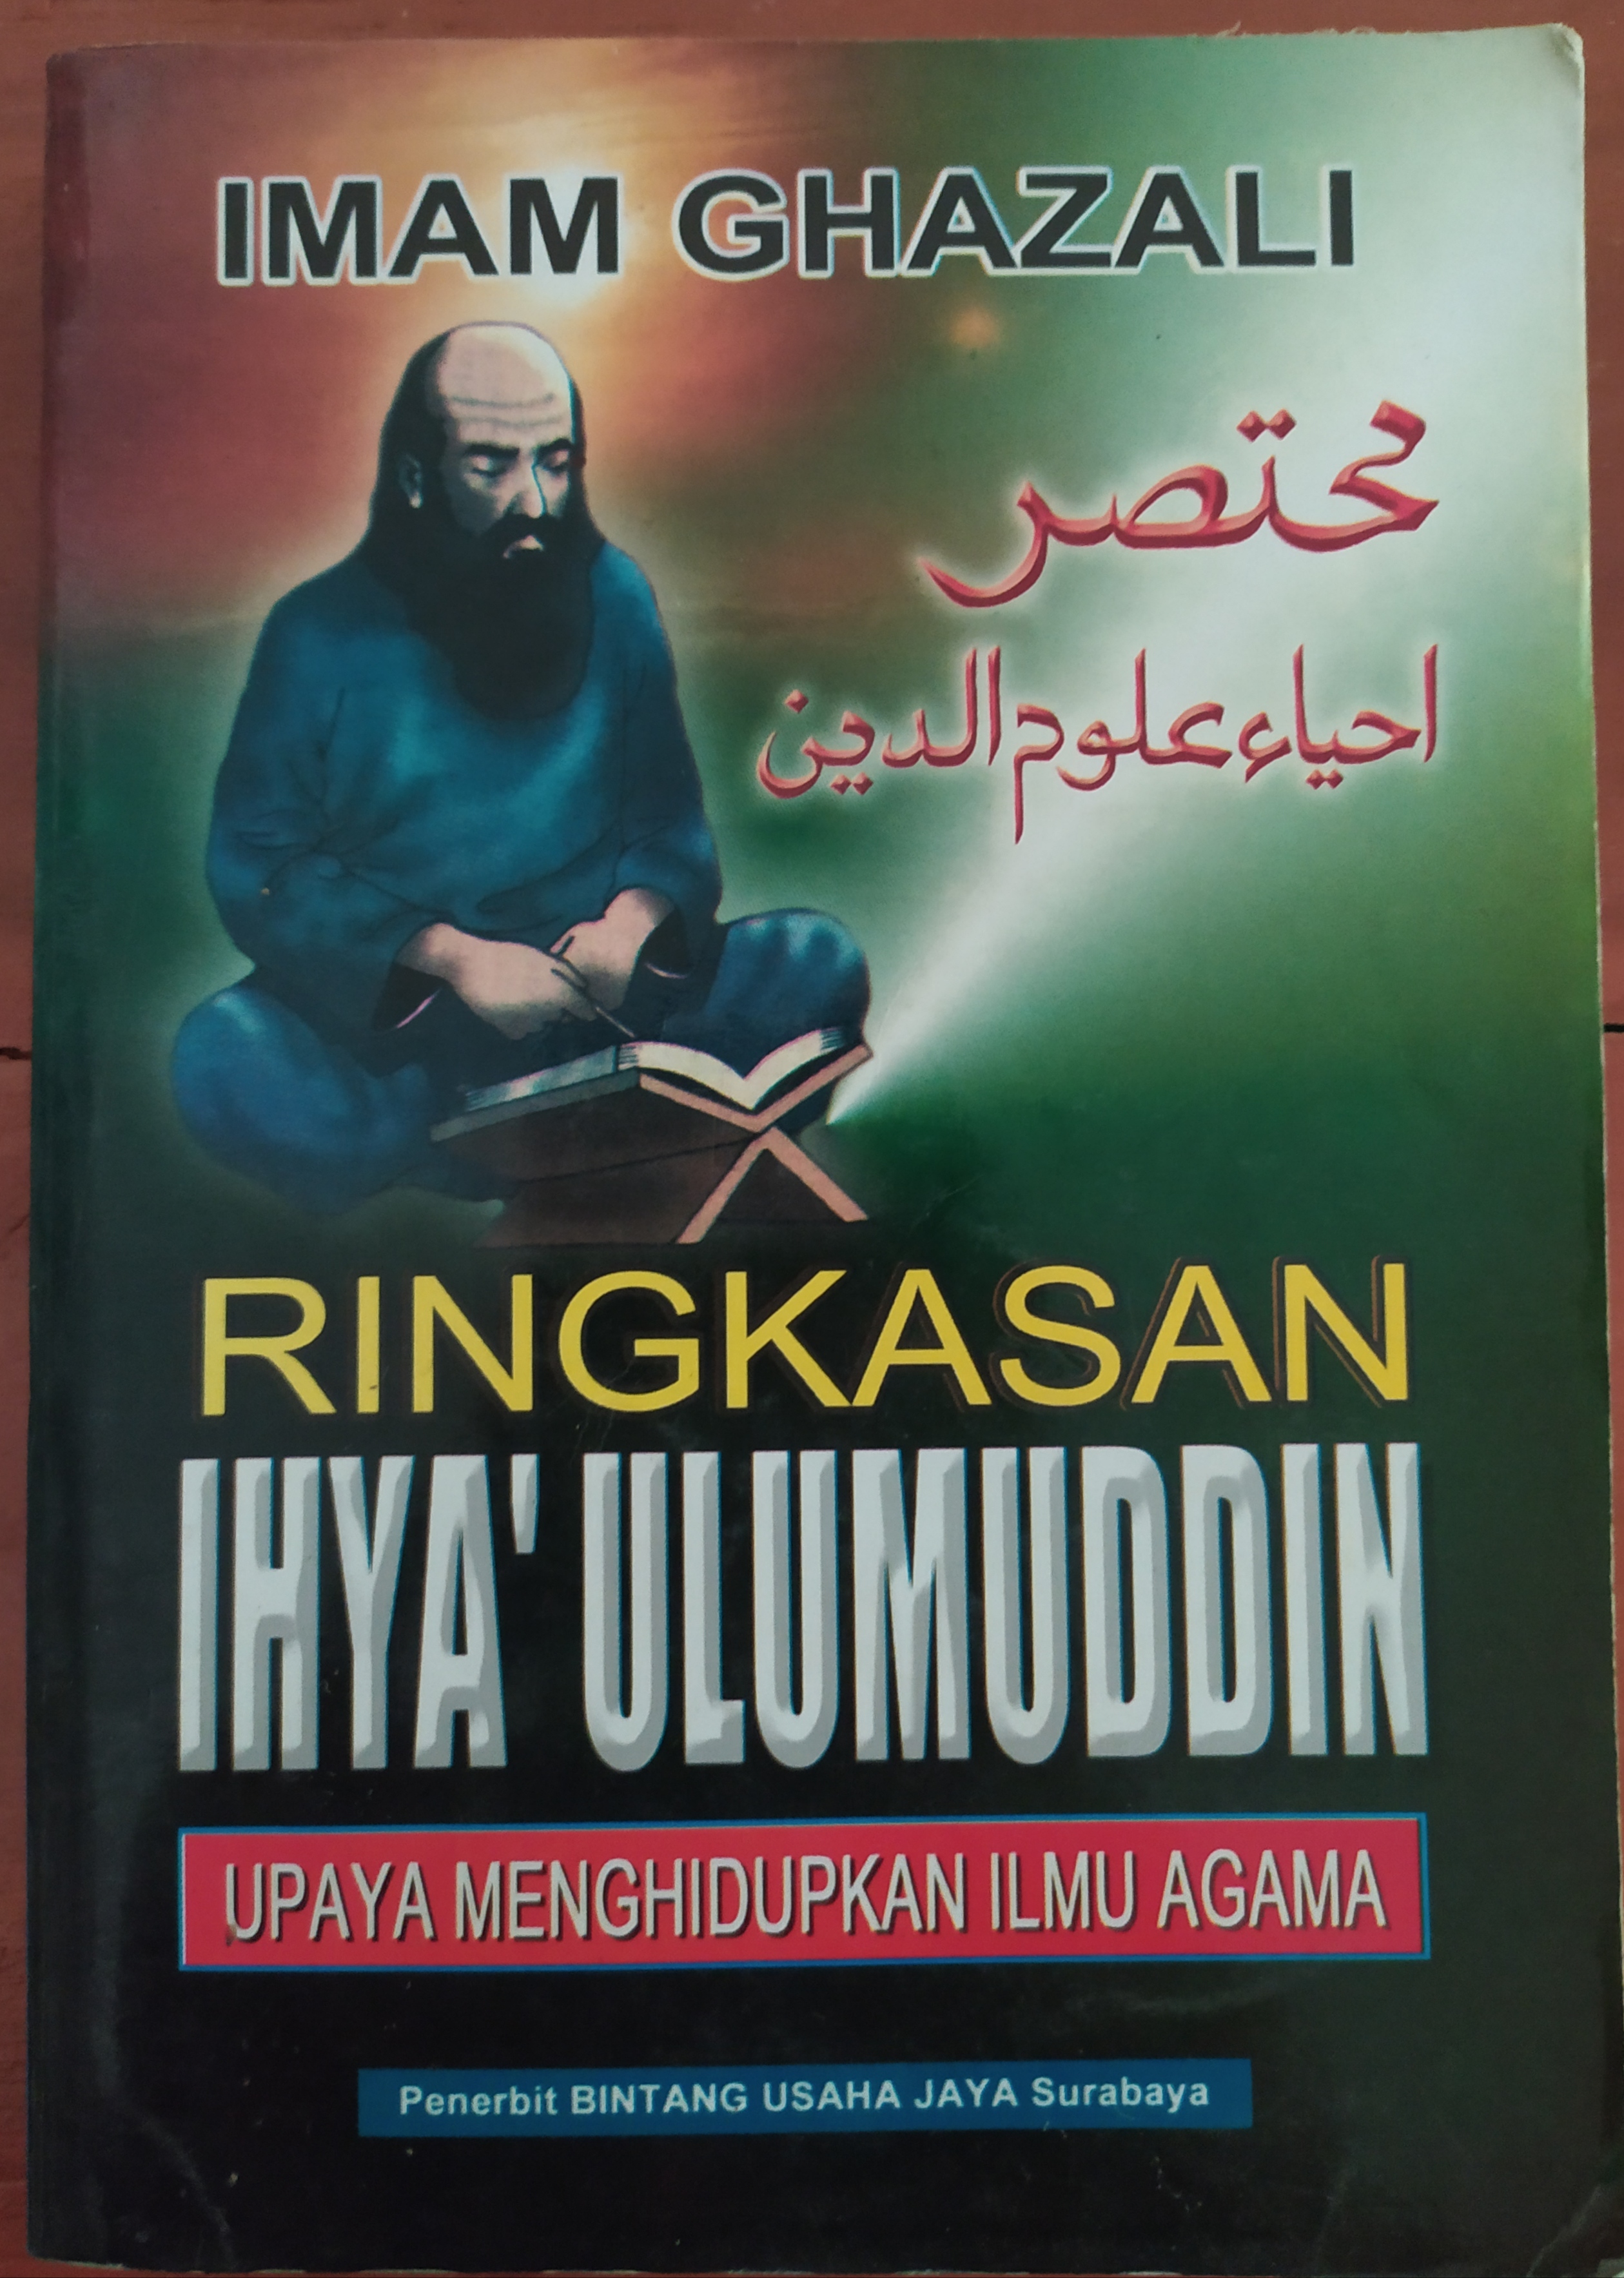 IMAM GHAZALI
مختصر
احياء علوم الدين
RINGKASAN
IHYA' ULUMUDDIN
UPAYA MENGHIDUPKAN ILMU AGAMA
Penerbit BINTANG USAHA JAYA Surabaya